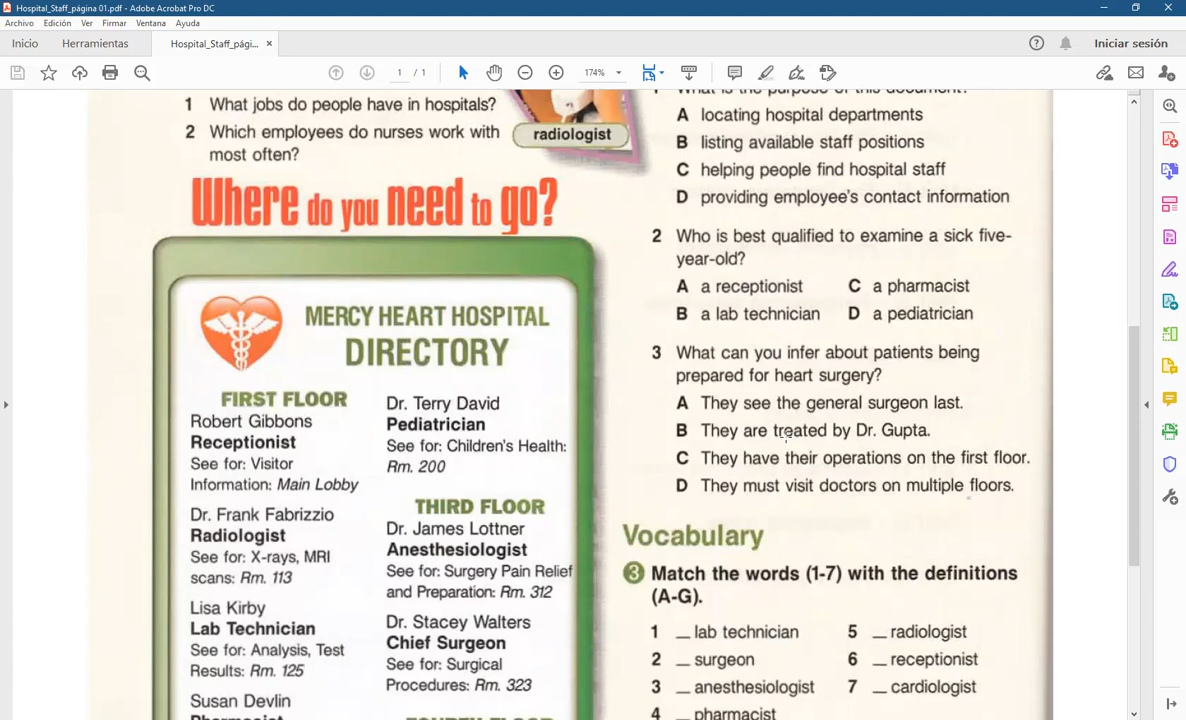 Hospital_Staff_página 01.pdf - Adobe Acrobat Pro DC
Archivo Edición Ver Firmar Ventana Ayuda
Inicio Herramientas Hospital_Staff_pági... × Iniciar sesión
1 / 1 174%
1 What jobs do people have in hospitals?
2 Which employees do nurses work with
most often?
radiologist
Where do you need to go?
MERCY HEART HOSPITAL
DIRECTORY
FIRST FLOOR
Robert Gibbons
Receptionist
See for: Visitor
Information: Main Lobby
Dr. Frank Fabrizzio
Radiologist
See for: X-rays, MRI
scans: Rm. 113
Lisa Kirby
Lab Technician
See for: Analysis, Test
Results: Rm. 125
Susan Devlin
Pharmacist
Dr. Terry David
Pediatrician
See for: Children's Health:
Rm. 200
THIRD FLOOR
Dr. James Lottner
Anesthesiologist
See for: Surgery Pain Relief
and Preparation: Rm. 312
Dr. Stacey Walters
Chief Surgeon
See for: Surgical
Procedures: Rm. 323
FOURTH FLOOR
1 What is the purpose of this document?
A locating hospital departments
B listing available staff positions
C helping people find hospital staff
D providing employee's contact information
2 Who is best qualified to examine a sick five-
year-old?
A a receptionist C a pharmacist
B a lab technician D a pediatrician
3 What can you infer about patients being
prepared for heart surgery?
A They see the general surgeon last.
B They are treated by Dr. Gupta.
C They have their operations on the first floor.
D They must visit doctors on multiple floors.
Vocabulary
3 Match the words (1-7) with the definitions
(A-G).
1 _ lab technician 5 _ radiologist
2 _ surgeon 6 _ receptionist
3 _ anesthesiologist 7 _ cardiologist
4 _ pharmacist